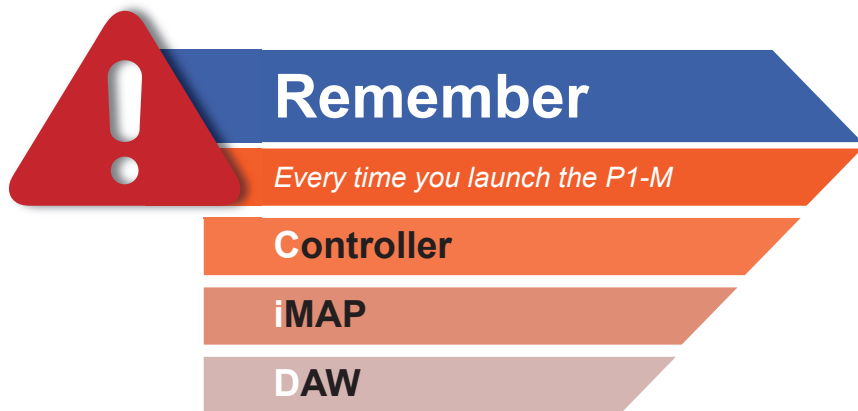 Remember
Every time you launch the P1-M
Controller
iMAP
DAW